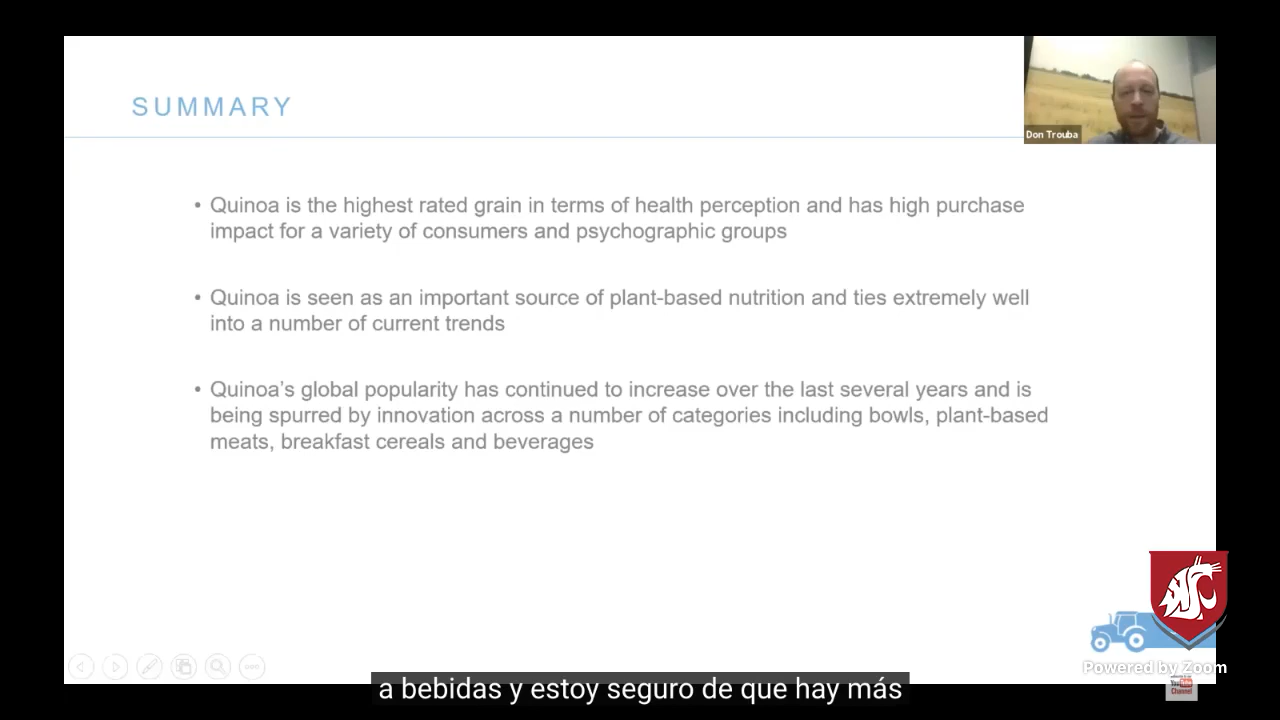 SUMMARY
Don Trouba
• Quinoa is the highest rated grain in terms of health perception and has high purchase
impact for a variety of consumers and psychographic groups
• Quinoa is seen as an important source of plant-based nutrition and ties extremely well
into a number of current trends
• Quinoa's global popularity has continued to increase over the last several years and is
being spurred by innovation across a number of categories including bowls, plant-based
meats, breakfast cereals and beverages
Powered by Zoom
YouTube
Channel
a bebidas y estoy seguro de que hay más